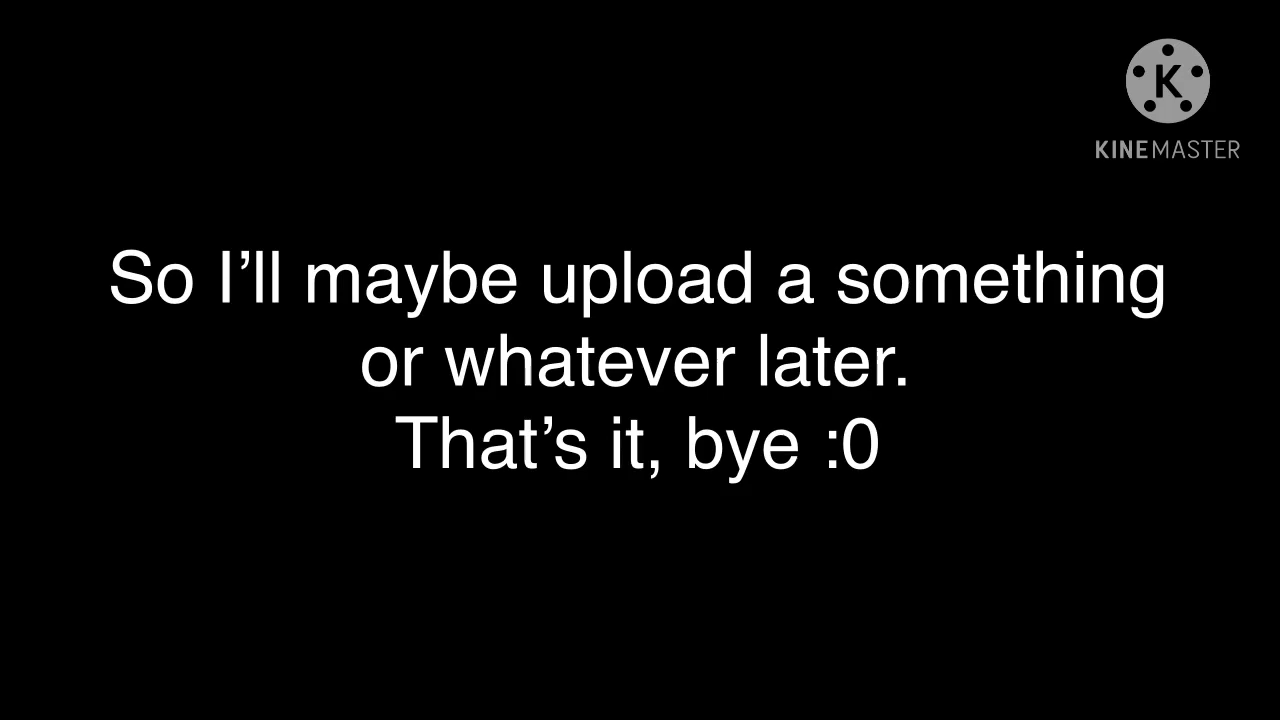 K
KINEMASTER
So I’ll maybe upload a something
or whatever later.
That’s it, bye :0